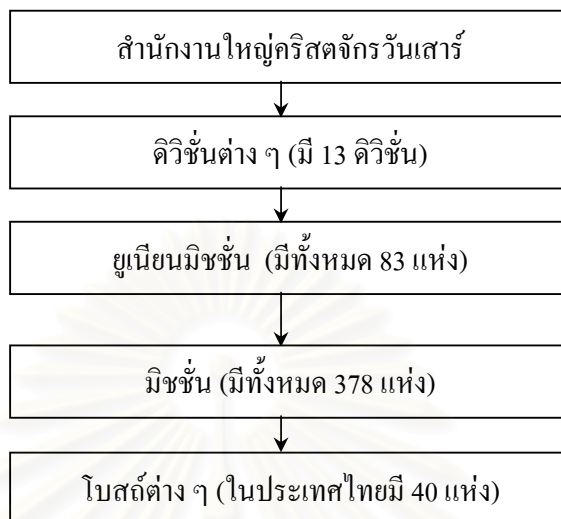 สำนักงานใหญ่คริสตจักรวันเสาร์
ดิวิชั่นต่าง ๆ (มี 13 ดิวิชั่น)
ยูเนียนมิชชั่น (มีทั้งหมด 83 แห่ง)
มิชชั่น (มีทั้งหมด 378 แห่ง)
โบสถ์ต่าง ๆ (ในประเทศไทยมี 40 แห่ง)